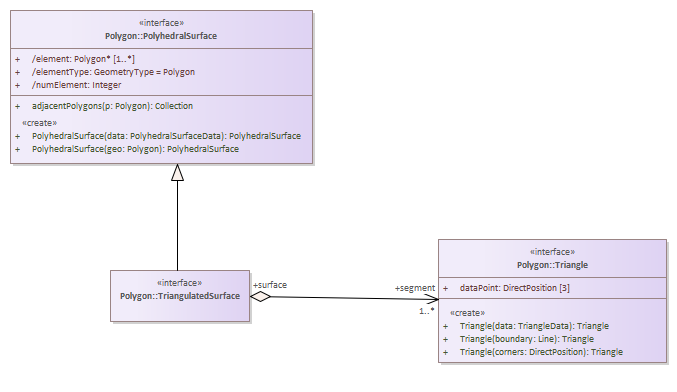 «interface»
Polygon::PolyhedralSurface
+ /element: Polygon* [1..*]
+ /elementType: GeometryType = Polygon
+ /numElement: Integer
+ adjacentPolygons(p: Polygon): Collection
«create»
+ PolyhedralSurface(data: PolyhedralSurfaceData): PolyhedralSurface
+ PolyhedralSurface(geo: Polygon): PolyhedralSurface
«interface»
Polygon::TriangulatedSurface
+surface
+segment
1..*
«interface»
Polygon::Triangle
+ dataPoint: DirectPosition [3]
«create»
+ Triangle(data: TriangleData): Triangle
+ Triangle(boundary: Line): Triangle
+ Triangle(corners: DirectPosition): Triangle